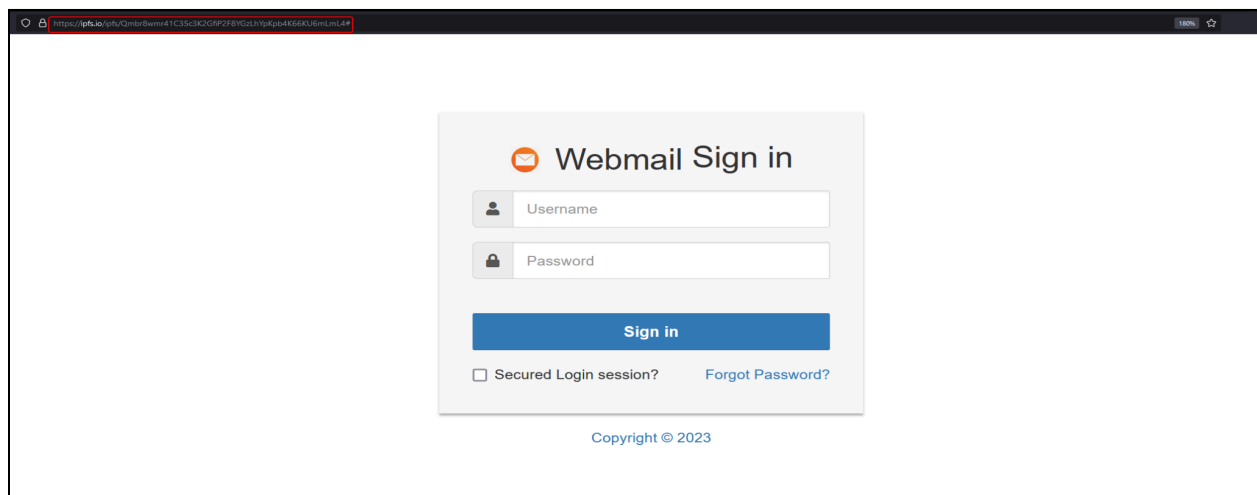 https://ipfs.io/ipfs/Qmbr8wmr41C35c3K2GfiP2F8YGzLhYpKpb4K66KU6mLmL4#
180%
Webmail Sign in
Username
Password
Sign in
Secured Login session? Forgot Password?
Copyright © 2023